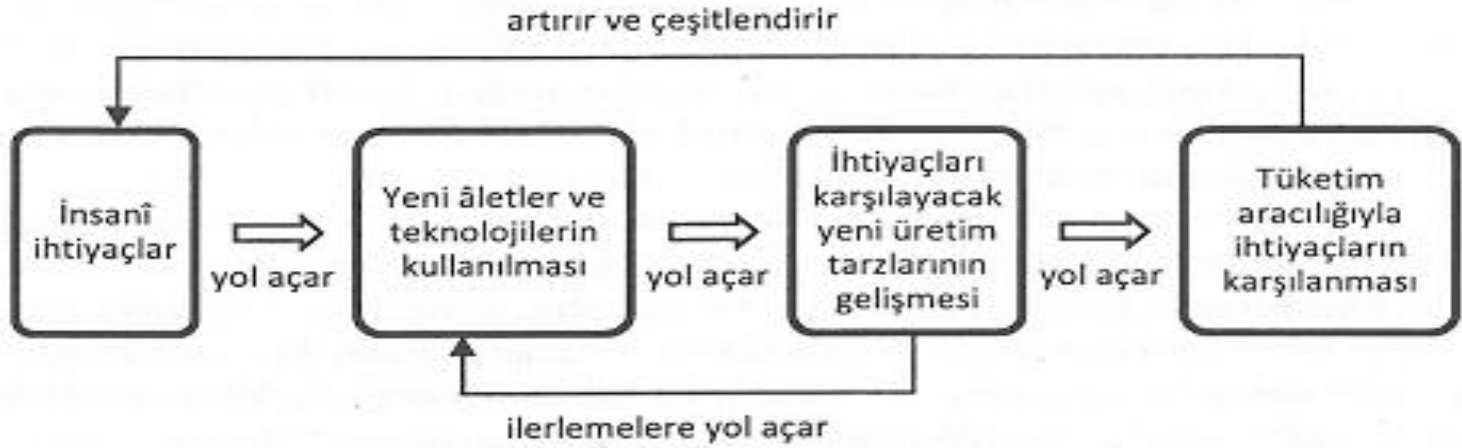 artırır ve çeşitlendirir
İnsanî
ihtiyaçlar
yol açar
Yeni âletler ve
teknolojilerin
kullanılması
yol açar
İhtiyaçları
karşılayacak
yeni üretim
tarzlarının
gelişmesi
yol açar
Tüketim
aracılığıyla
ihtiyaçların
karşılanması
ilerlemelere yol açar